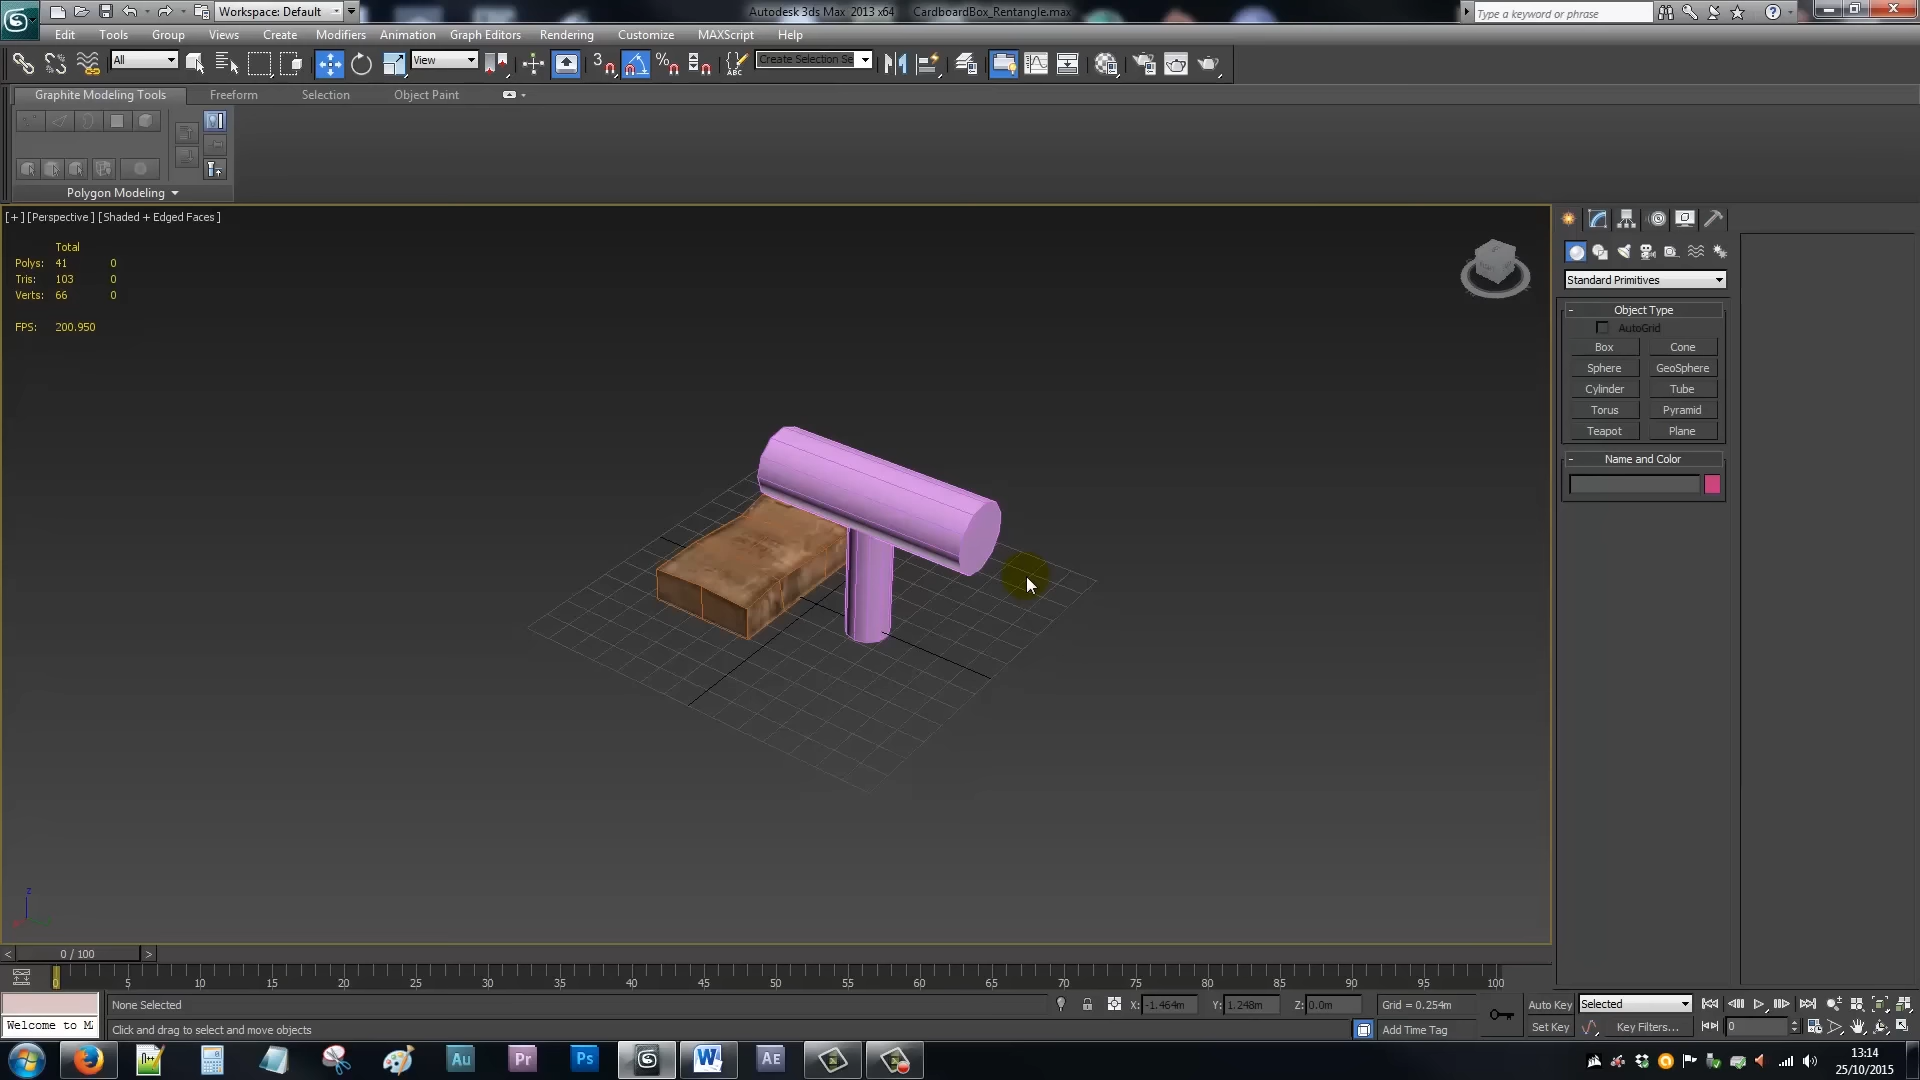 Workspace: Default
Autodesk 3ds Max 2013 x64    CardboardBox_Rentangle.max
Type a keyword or phrase
Edit Tools Group Views Create Modifiers Animation Graph Editors Rendering Customize MAXScript Help
All
View
3
ABC
Create Selection Se
Graphite Modeling Tools Freeform Selection Object Paint
Polygon Modeling
[+] [Perspective] [Shaded + Edged Faces]
Total
Polys: 41 0
Tris: 103 0
Verts: 66 0
FPS: 200.950
Standard Primitives
- Object Type
AutoGrid
Box Cone
Sphere GeoSphere
Cylinder Tube
Torus Pyramid
Teapot Plane
- Name and Color
z
< 0 / 100 >
0 5 10 15 20 25 30 35 40 45 50 55 60 65 70 75 80 85 90 95 100
None Selected
X: -1.464m Y: 1.248m Z: 0.0m
Grid = 0.254m
Auto Key
Selected
Welcome to M
Click and drag to select and move objects
Add Time Tag
Set Key
Key Filters...
0
Au Pr Ps W AE
13:14
25/10/2015